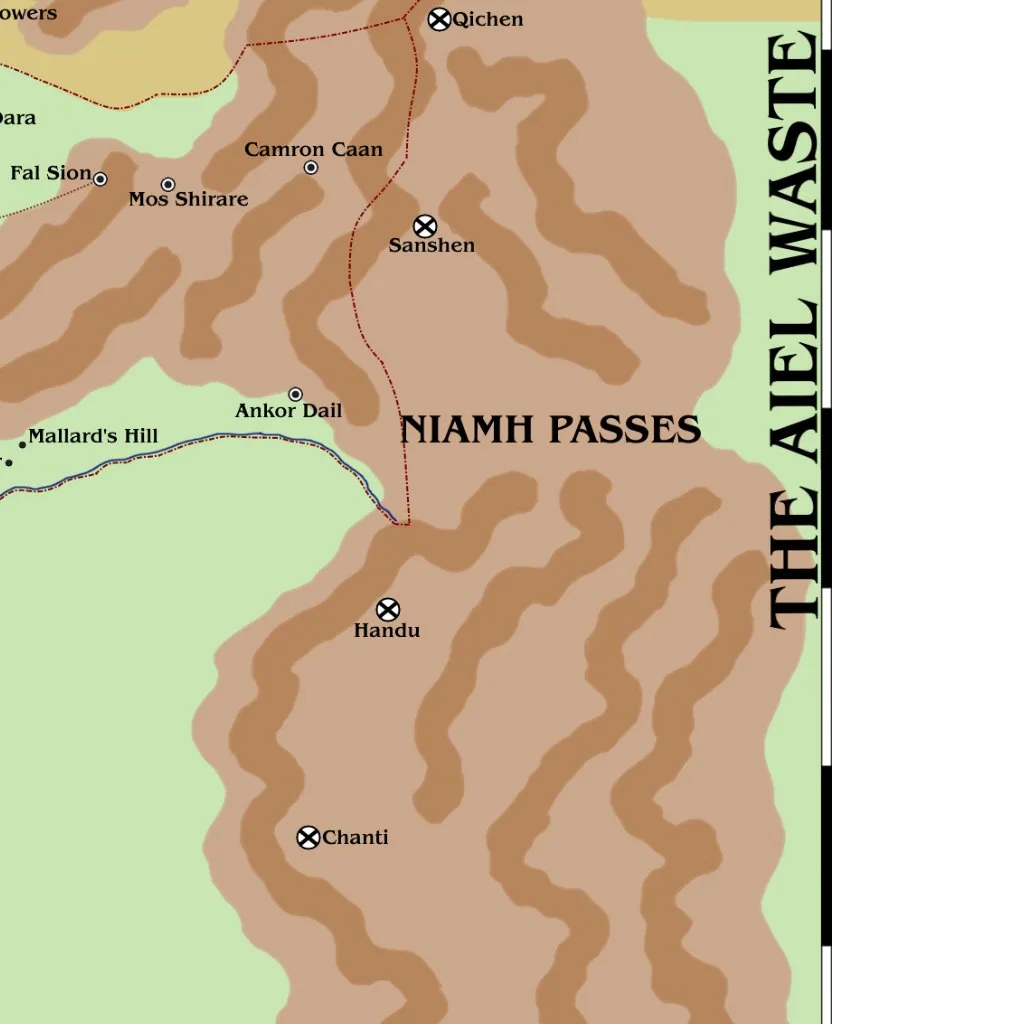 owers
Qichen
Dara
Camron Caan
Fal Sion
Mos Shirare
Sanshen
Ankor Dail
Mallard's Hill
NIAMH PASSES
THE AIEL WASTE
Handu
Chanti